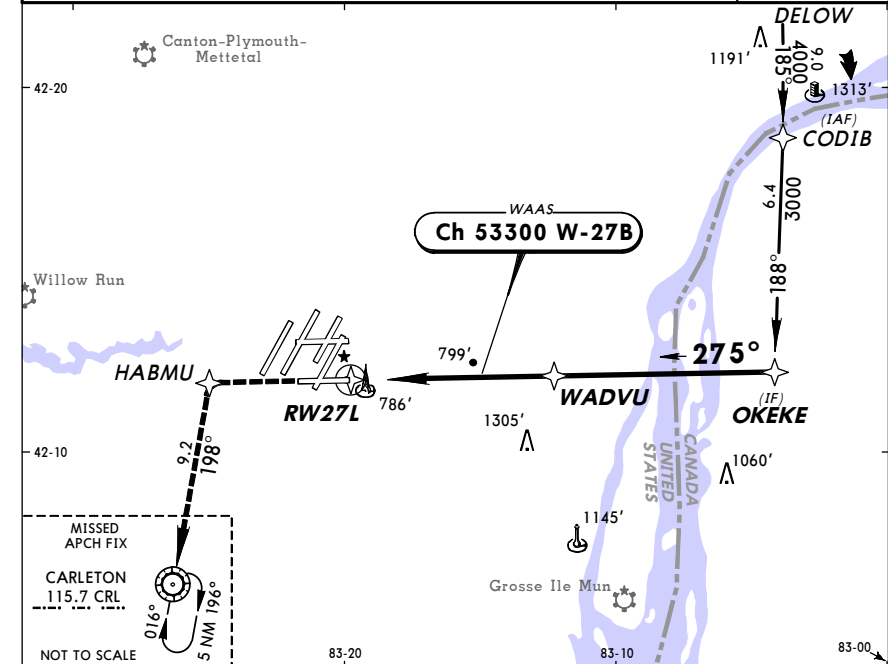 DELOW
Canton-Plymouth-
Mettetal
1191'
185°
4000
9.0
1313'
42-20
(IAF)
CODIB
6.4
3000
WAAS
Ch 53300 W-27B
188°
Willow Run
799'
275°
HABMU
WADVU
(IF)
OKEKE
RW27L
786'
1305'
9.2
198°
42-10
CANADA
UNITED
STATES
1060'
MISSED
APCH FIX
1145'
CARLETON
115.7 CRL
Grosse Ile Mun
016°
5 NM 196°
NOT TO SCALE
83-20
83-10
83-00